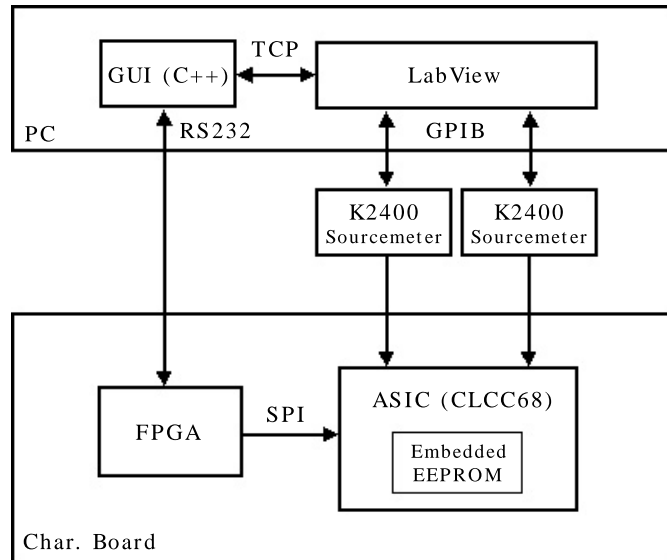 TCP
GUI (C++)
LabView
RS232
GPIB
PC
K2400
Sourcemeter
K2400
Sourcemeter
ASIC (CLCC68)
SPI
FPGA
Embedded
EEPROM
Char. Board